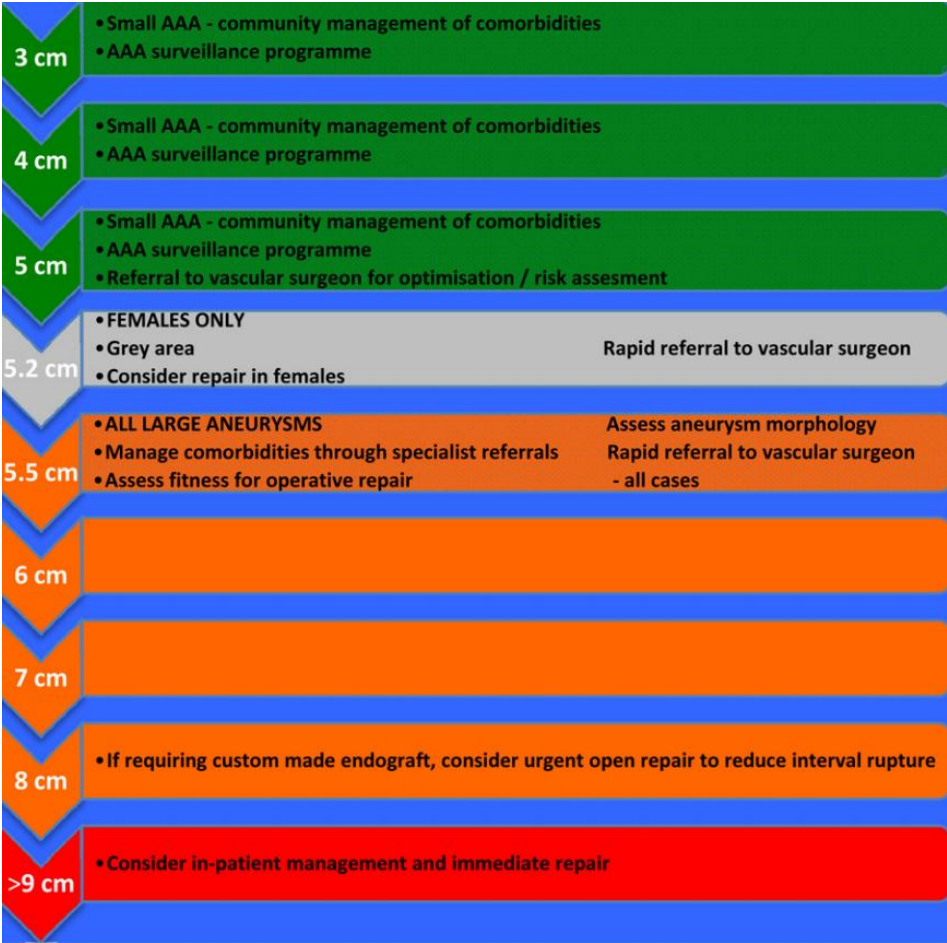 • Small AAA - community management of comorbidities
3 cm
• AAA surveillance programme
• Small AAA - community management of comorbidities
4 cm
• AAA surveillance programme
• Small AAA - community management of comorbidities
5 cm
• AAA surveillance programme
• Referral to vascular surgeon for optimisation / risk assesment
• FEMALES ONLY
5.2 cm
• Grey area Rapid referral to vascular surgeon
• Consider repair in females
• ALL LARGE ANEURYSMS Assess aneurysm morphology
5.5 cm
• Manage comorbidities through specialist referrals Rapid referral to vascular surgeon
• Assess fitness for operative repair - all cases
6 cm
7 cm
8 cm
• If requiring custom made endograft, consider urgent open repair to reduce interval rupture
>9 cm
• Consider in-patient management and immediate repair